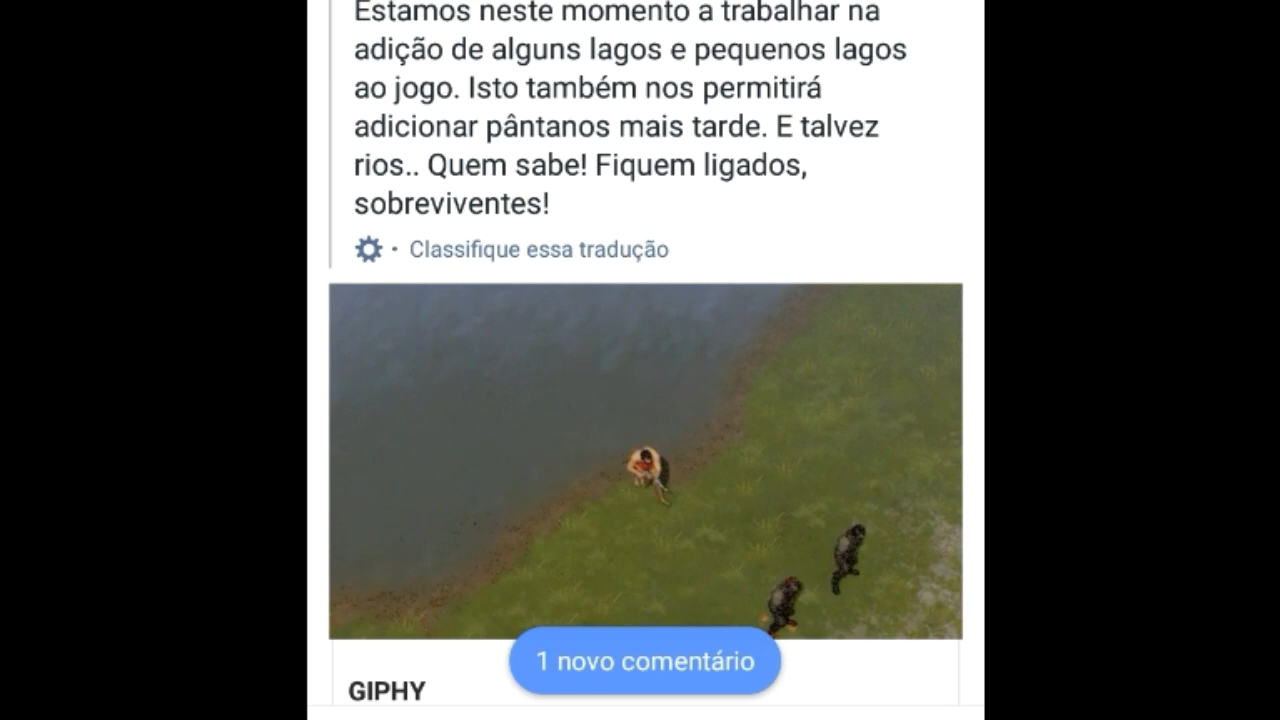 Estamos neste momento a trabalhar na
adição de alguns lagos e pequenos lagos
ao jogo. Isto também nos permitirá
adicionar pântanos mais tarde. E talvez
rios.. Quem sabe! Fiquem ligados,
sobreviventes!
• Classifique essa tradução
1 novo comentário
GIPHY